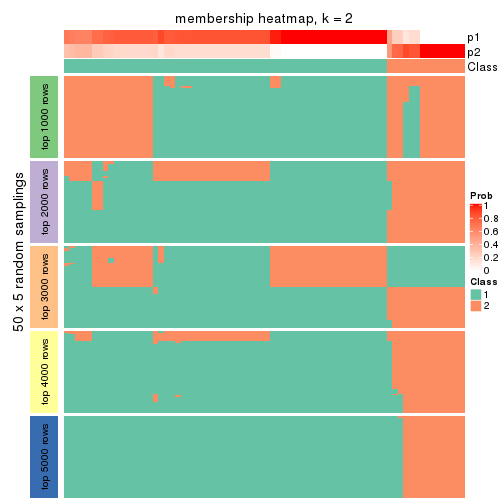 membership heatmap, k = 2
p1
p2
Class
50 x 5 random samplings
top 1000 rows
top 2000 rows
top 3000 rows
top 4000 rows
top 5000 rows
Prob
1
0.8
0.6
0.4
0.2
0
Class
1
2